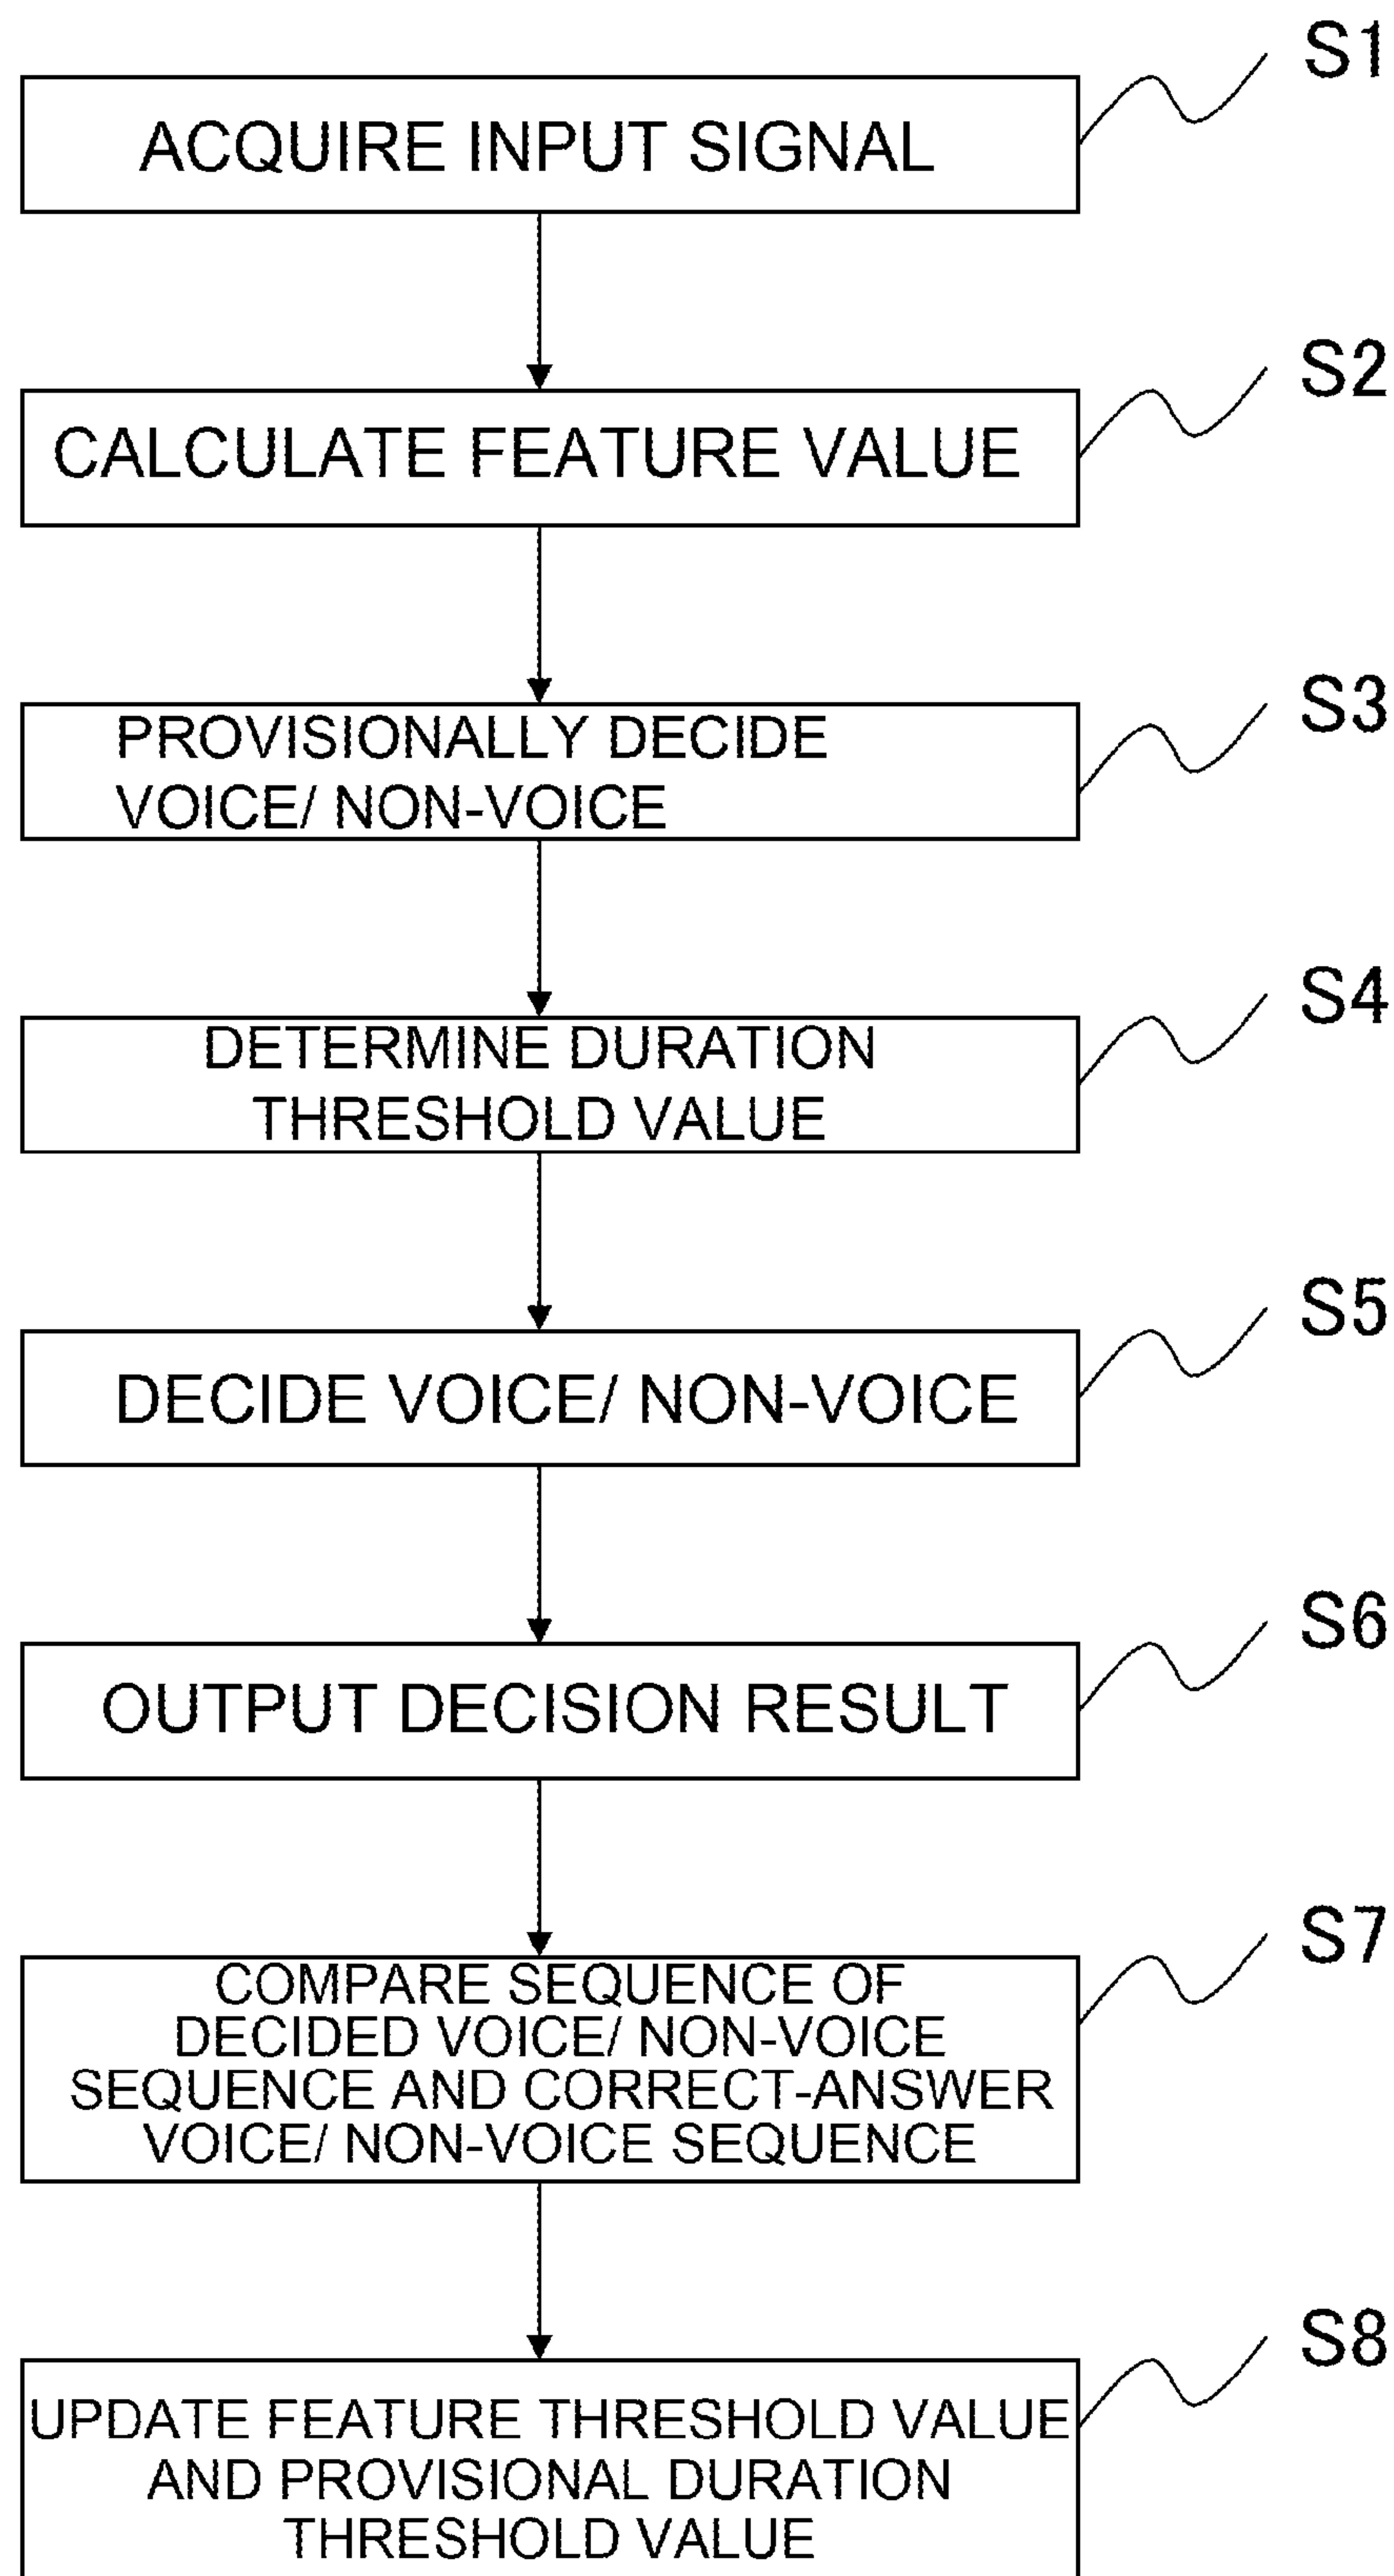 S1
ACQUIRE INPUT SIGNAL
S2
CALCULATE FEATURE VALUE
S3
PROVISIONALLY DECIDE
VOICE/ NON-VOICE
S4
DETERMINE DURATION
THRESHOLD VALUE
S5
DECIDE VOICE/ NON-VOICE
S6
OUTPUT DECISION RESULT
S7
COMPARE SEQUENCE OF
DECIDED VOICE/ NON-VOICE
SEQUENCE AND CORRECT-ANSWER
VOICE/ NON-VOICE SEQUENCE
S8
UPDATE FEATURE THRESHOLD VALUE
AND PROVISIONAL DURATION
THRESHOLD VALUE